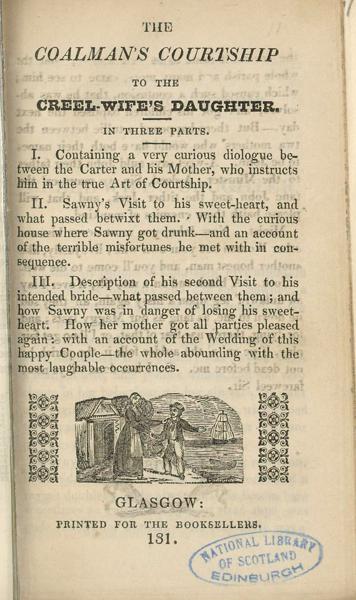 THE
COALMAN'S COURTSHIP
TO THE
CREEL-WIFE'S DAUGHTER.
IN THREE PARTS.
I. Containing a very curious diologue be-
tween the Carter and his Mother, who instructs
him in the true Art of Courtship.
II. Sawny's Visit to his sweet-heart, and
what passed betwixt them. With the curious
house where Sawny got drunk—and an account
of the terrible misfortunes he met with in con-
sequence.
III. Description of his second Visit to his
intended bride—what passed between them; and
how Sawny was in danger of losing his sweet-
heart. How her mother got all parties pleased
again: with an account of the Wedding of this
happy Couple—the whole abounding with the
most laughable occurrences.
GLASGOW:
PRINTED FOR THE BOOKSELLERS.
131.
NATIONAL LIBRARY
OF SCOTLAND
EDINBURGH